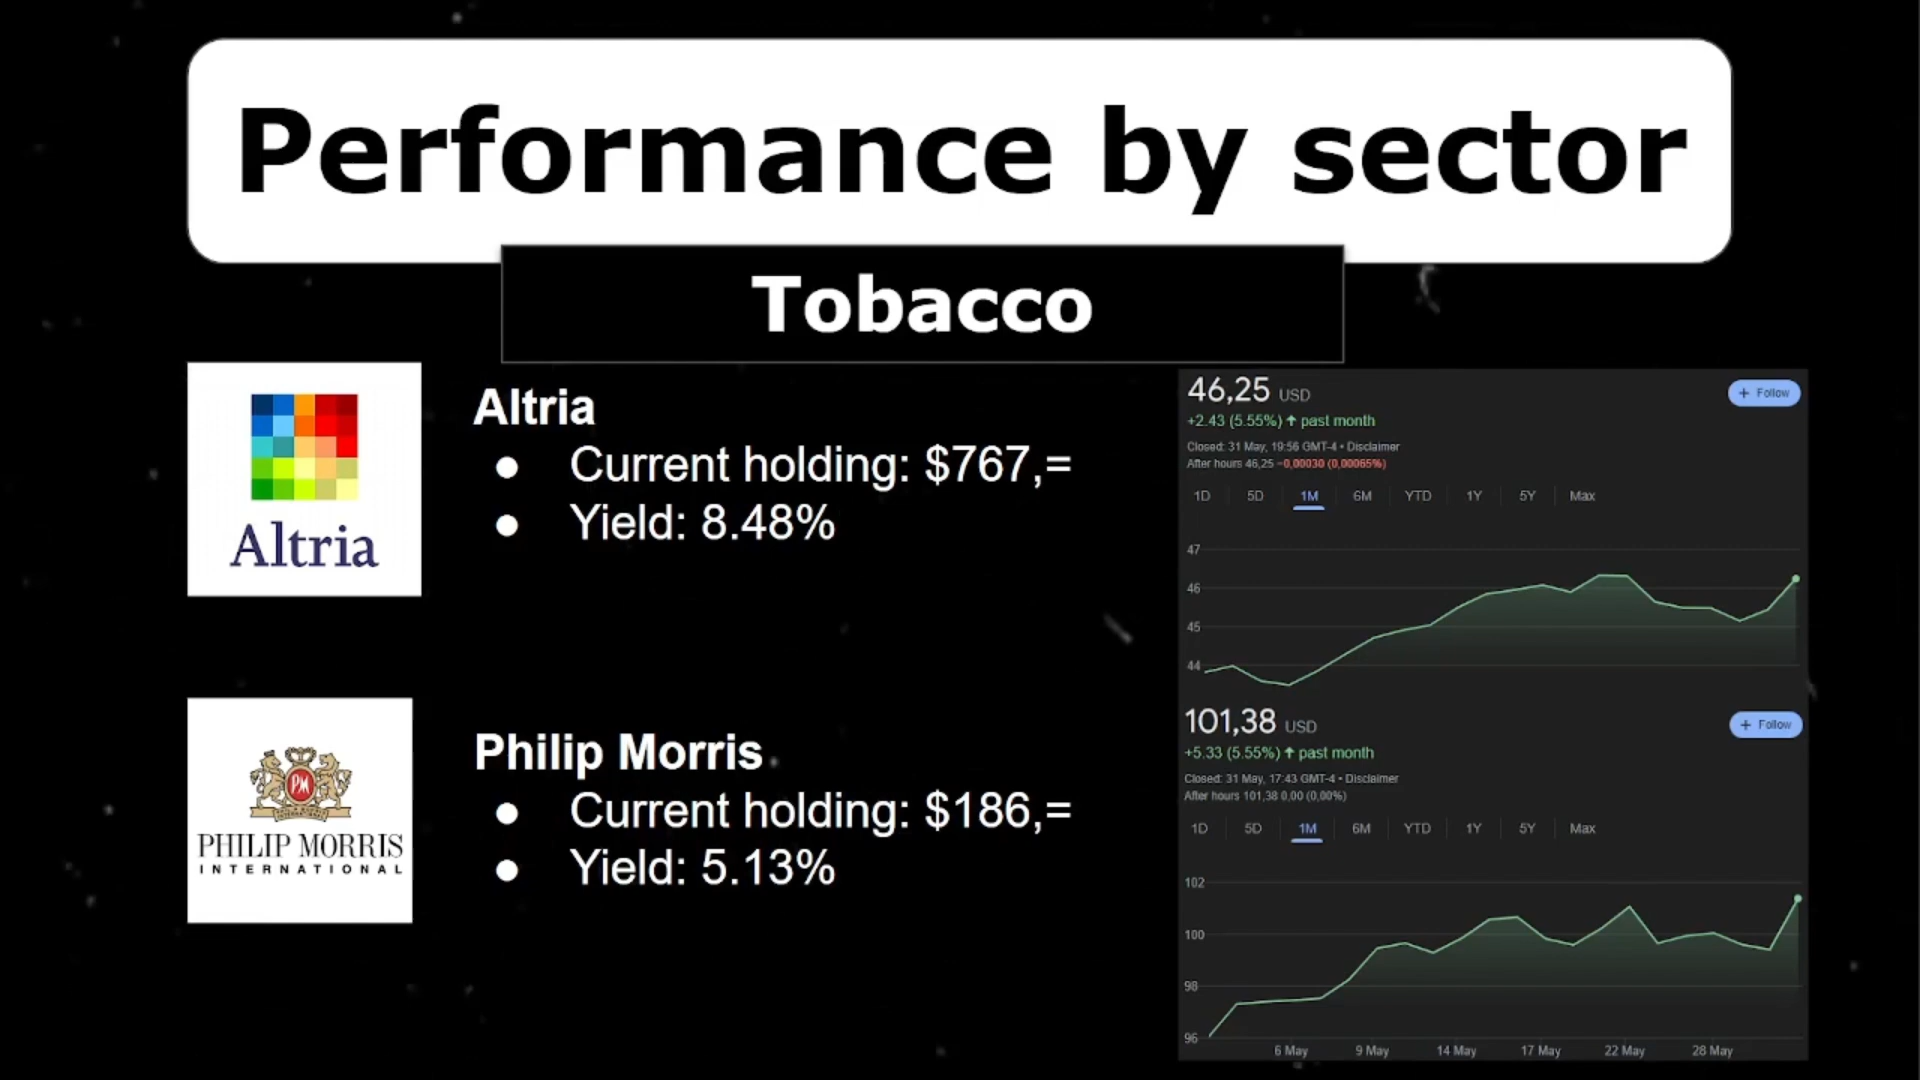 Performance by sector
Tobacco
Altria
Altria
● Current holding: $767,=
● Yield: 8.48%
46,25 USD
+ Follow
+2.43 (5.55%) ↑ past month
Closed: 31 May, 19:56 GMT-4 • Disclaimer
After hours 46,25 −0,00030 (0,00065%)
1D 5D 1M 6M YTD 1Y 5Y Max
47
46
45
44
PM
PHILIP MORRIS
INTERNATIONAL
Philip Morris
● Current holding: $186,=
● Yield: 5.13%
101,38 USD
+ Follow
+5.33 (5.55%) ↑ past month
Closed: 31 May, 17:43 GMT-4 • Disclaimer
After hours 101,38 0,00 (0,00%)
1D 5D 1M 6M YTD 1Y 5Y Max
102
100
98
96
6 May 9 May 14 May 17 May 22 May 28 May